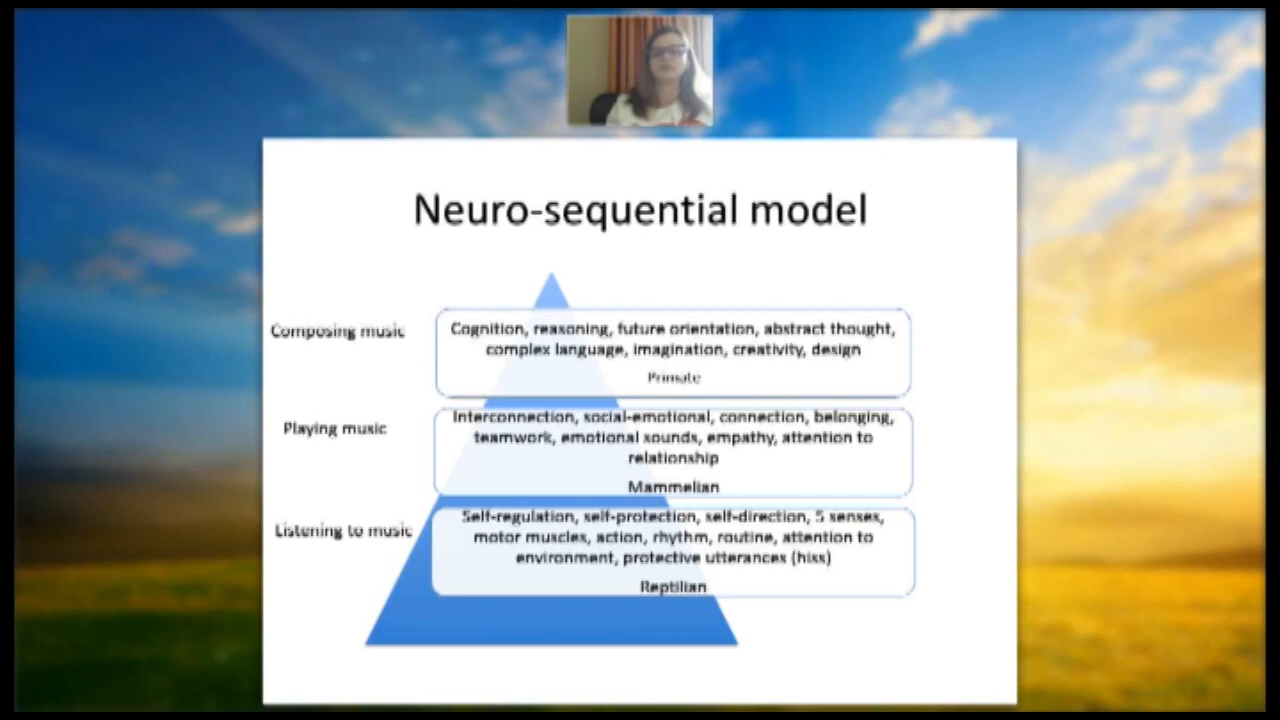 Neuro-sequential model
Composing music
Cognition, reasoning, future orientation, abstract thought,
complex language, imagination, creativity, design
Primate
Playing music
Interconnection, social-emotional, connection, belonging,
teamwork, emotional sounds, empathy, attention to
relationship
Mammelian
Listening to music
Self-regulation, self-protection, self-direction, 5 senses,
motor muscles, action, rhythm, routine, attention to
environment, protective utterances (hiss)
Reptilian